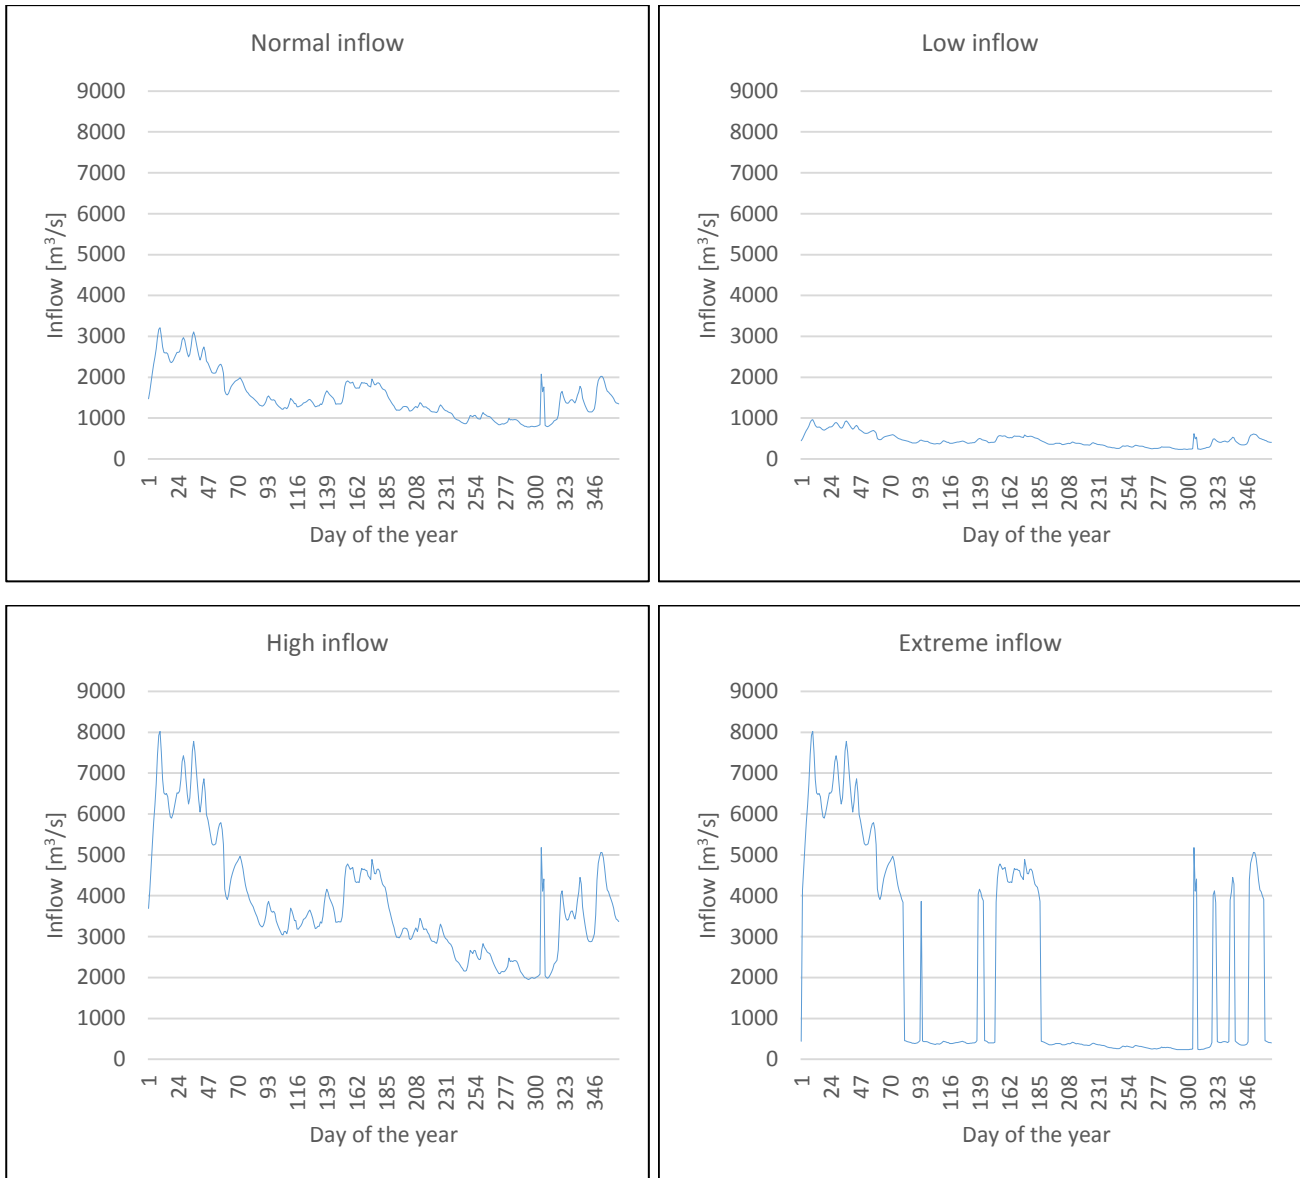 Normal inflow
9000
8000
7000
6000
5000
4000
3000
2000
1000
0
Inflow [m³/s]
1 24 47 70 93 116 139 162 185 208 231 254 277 300 323 346
Day of the year
Low inflow
9000
8000
7000
6000
5000
4000
3000
2000
1000
0
Inflow [m³/s]
1 24 47 70 93 116 139 162 185 208 231 254 277 300 323 346
Day of the year
High inflow
9000
8000
7000
6000
5000
4000
3000
2000
1000
0
Inflow [m³/s]
1 24 47 70 93 116 139 162 185 208 231 254 277 300 323 346
Day of the year
Extreme inflow
9000
8000
7000
6000
5000
4000
3000
2000
1000
0
Inflow [m³/s]
1 24 47 70 93 116 139 162 185 208 231 254 277 300 323 346
Day of the year